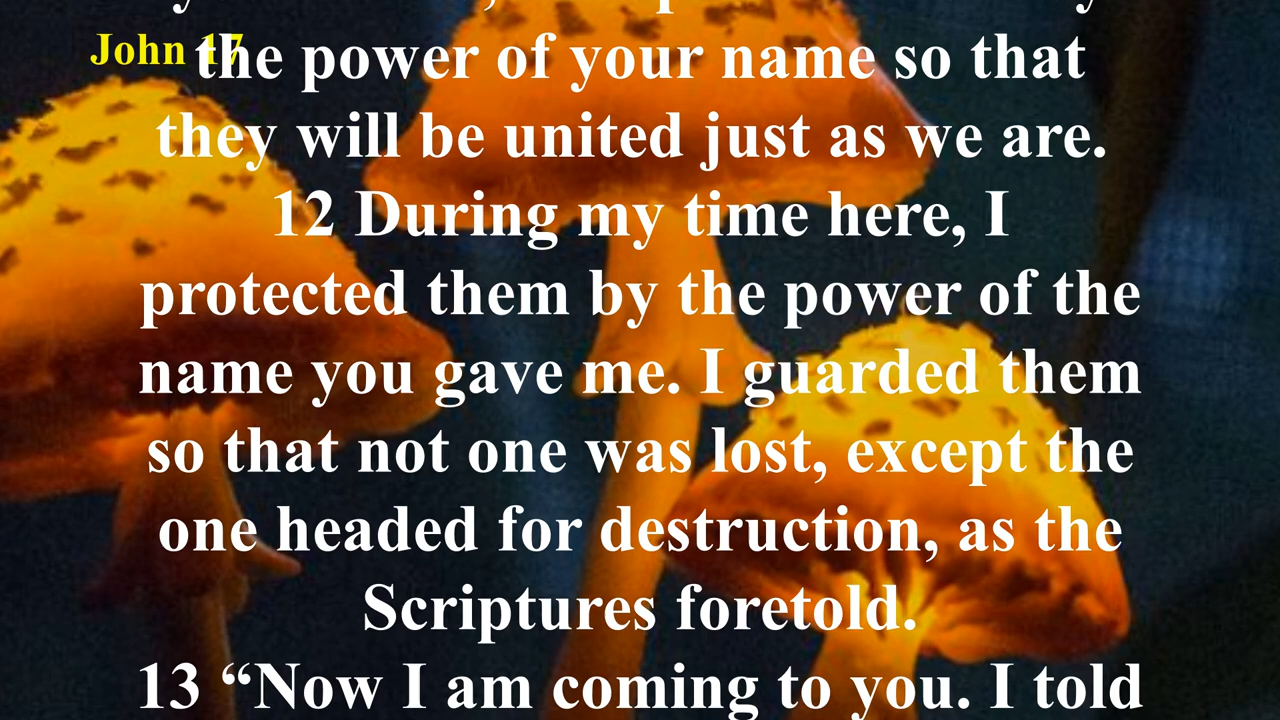 John 17
the power of your name so that
they will be united just as we are.
12 During my time here, I
protected them by the power of the
name you gave me. I guarded them
so that not one was lost, except the
one headed for destruction, as the
Scriptures foretold.
13 “Now I am coming to you. I told